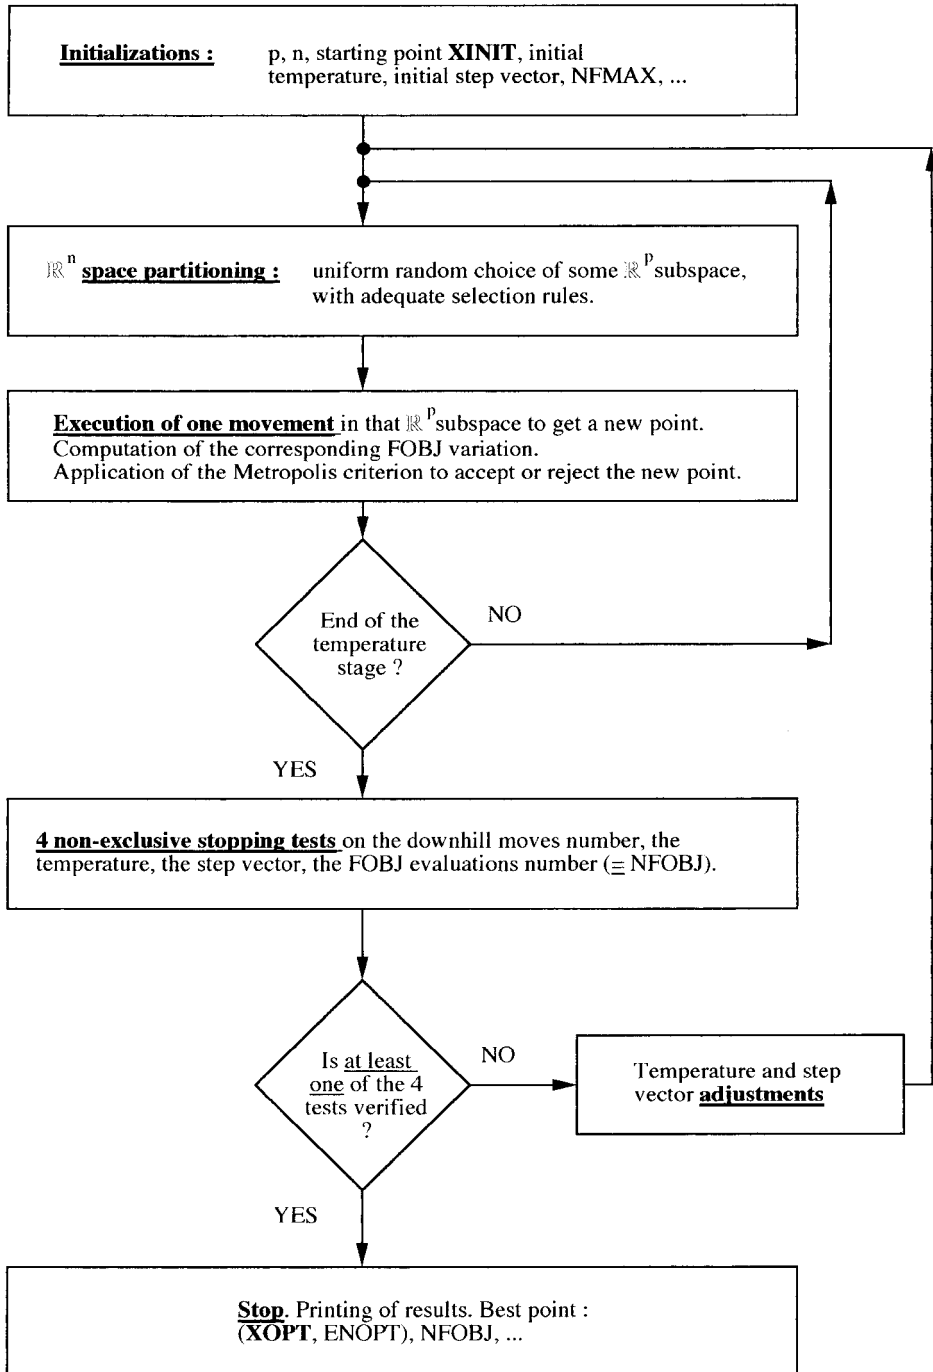 Initializations : p, n, starting point XINIT, initial
temperature, initial step vector, NFMAX, ...
ℝⁿ space partitioning : uniform random choice of some ℝᵖ subspace,
with adequate selection rules.
Execution of one movement in that ℝᵖ subspace to get a new point.
Computation of the corresponding FOBJ variation.
Application of the Metropolis criterion to accept or reject the new point.
End of the
temperature
stage ?
NO
YES
4 non-exclusive stopping tests on the downhill moves number, the
temperature, the step vector, the FOBJ evaluations number (≡ NFOBJ).
Is at least
one of the 4
tests verified
?
NO
Temperature and step
vector adjustments
YES
Stop. Printing of results. Best point :
(XOPT, ENOPT), NFOBJ, ...